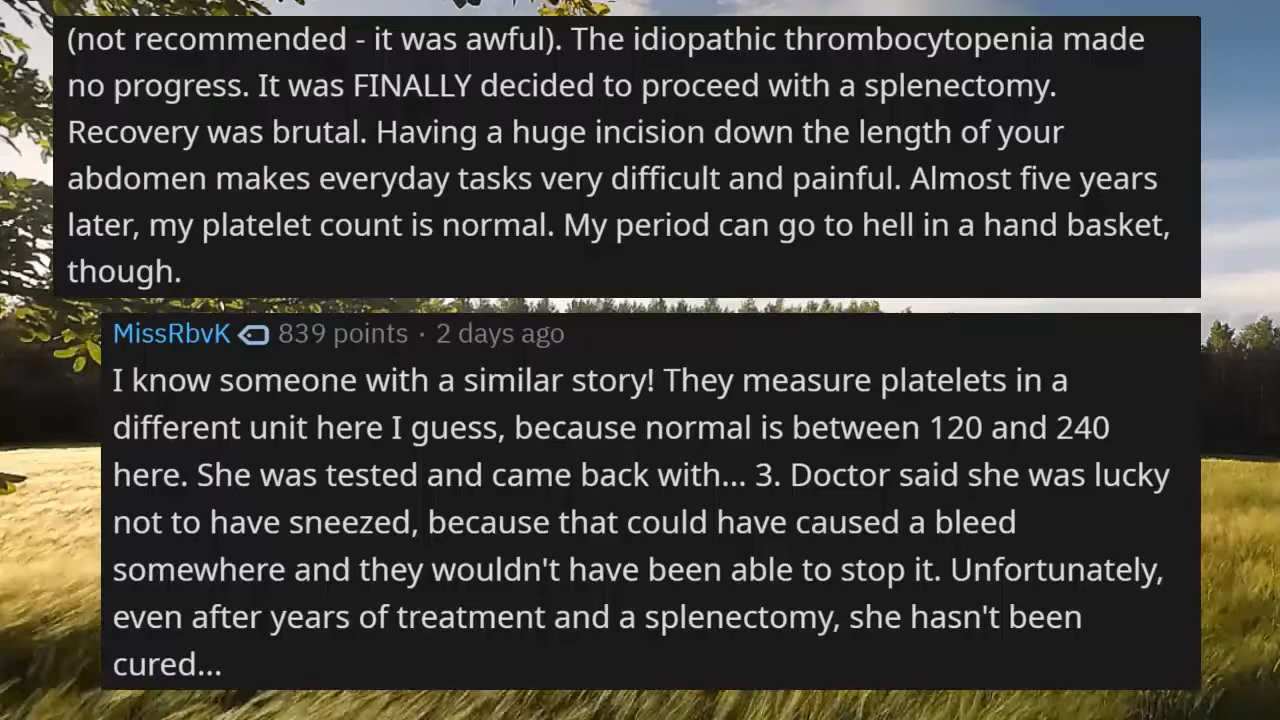 (not recommended - it was awful). The idiopathic thrombocytopenia made
no progress. It was FINALLY decided to proceed with a splenectomy.
Recovery was brutal. Having a huge incision down the length of your
abdomen makes everyday tasks very difficult and painful. Almost five years
later, my platelet count is normal. My period can go to hell in a hand basket,
though.
MissRbvK 839 points · 2 days ago
I know someone with a similar story! They measure platelets in a
different unit here I guess, because normal is between 120 and 240
here. She was tested and came back with... 3. Doctor said she was lucky
not to have sneezed, because that could have caused a bleed
somewhere and they wouldn't have been able to stop it. Unfortunately,
even after years of treatment and a splenectomy, she hasn't been
cured...